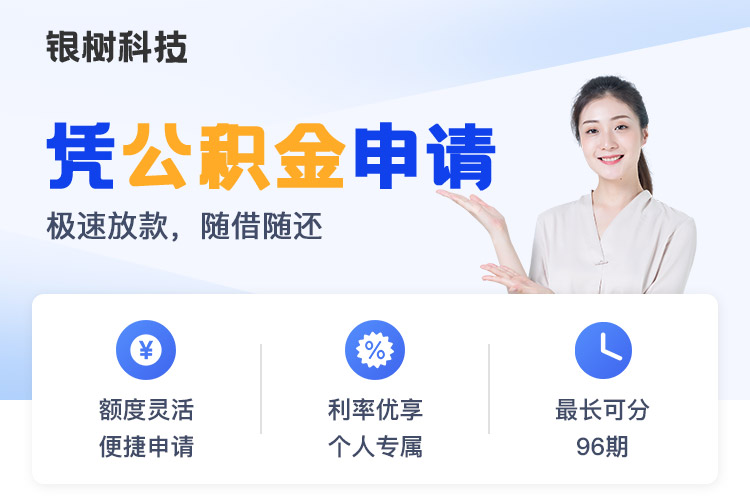 银树科技
凭公积金申请
极速放款，随借随还
¥
%
额度灵活
便捷申请
利率优享
个人专属
最长可分
96期